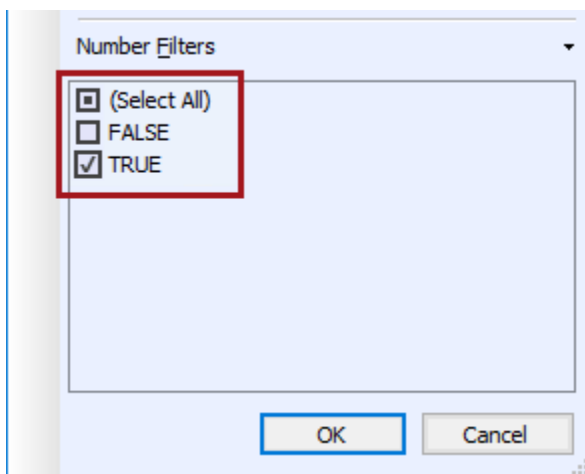 Number Filters
(Select All)
FALSE
TRUE
OK Cancel